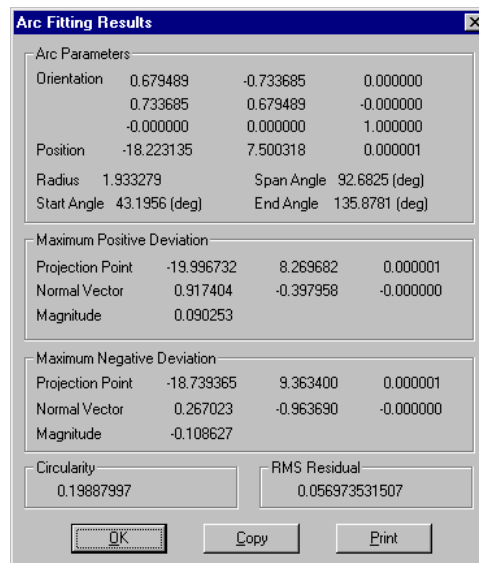 Arc Fitting Results
Arc Parameters
Orientation 0.679489 -0.733685 0.000000
0.733685 0.679489 -0.000000
-0.000000 0.000000 1.000000
Position -18.223135 7.500318 0.000001
Radius 1.933279 Span Angle 92.6825 (deg)
Start Angle 43.1956 (deg) End Angle 135.8781 (deg)
Maximum Positive Deviation
Projection Point -19.996732 8.269682 0.000001
Normal Vector 0.917404 -0.397958 -0.000000
Magnitude 0.090253
Maximum Negative Deviation
Projection Point -18.739365 9.363400 0.000001
Normal Vector 0.267023 -0.963690 -0.000000
Magnitude -0.108627
Circularity RMS Residual
0.19887997 0.056973531507
OK Copy Print